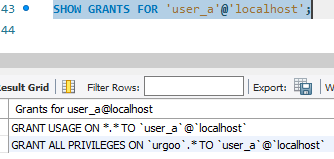 43 SHOW GRANTS FOR 'user_a'@'localhost';
44
Result Grid Filter Rows: Export:
Grants for user_a@localhost
GRANT USAGE ON *.* TO `user_a`@`localhost`
GRANT ALL PRIVILEGES ON `urgoo`.* TO `user_a`@`localhost`